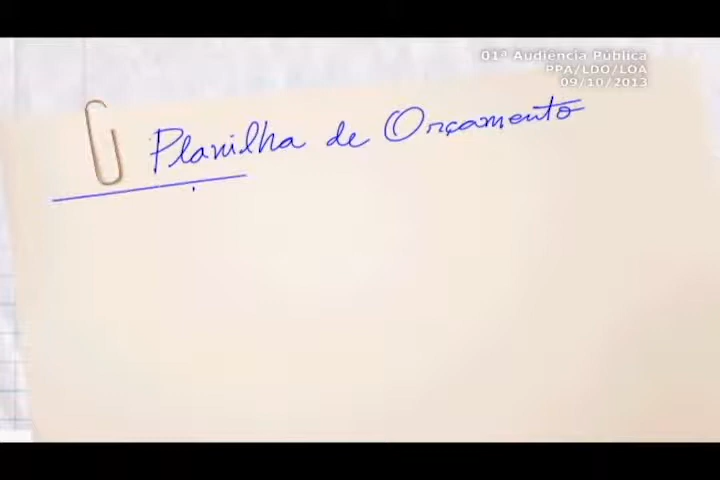 01ª Audiência Pública
PPA/LDO/LOA
09/10/2013
Planilha de Orçamento